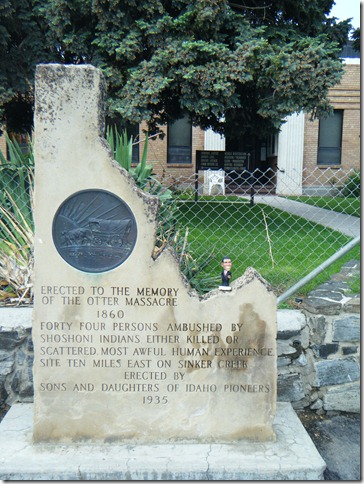 ERECTED TO THE MEMORY
OF THE OTTER MASSACRE
1860
FORTY FOUR PERSONS AMBUSHED BY
SHOSHONI INDIANS EITHER KILLED OR
SCATTERED. MOST AWFUL HUMAN EXPERIENCE
SITE TEN MILES EAST ON SINKER CREEK
ERECTED BY
SONS AND DAUGHTERS OF IDAHO PIONEERS
1935